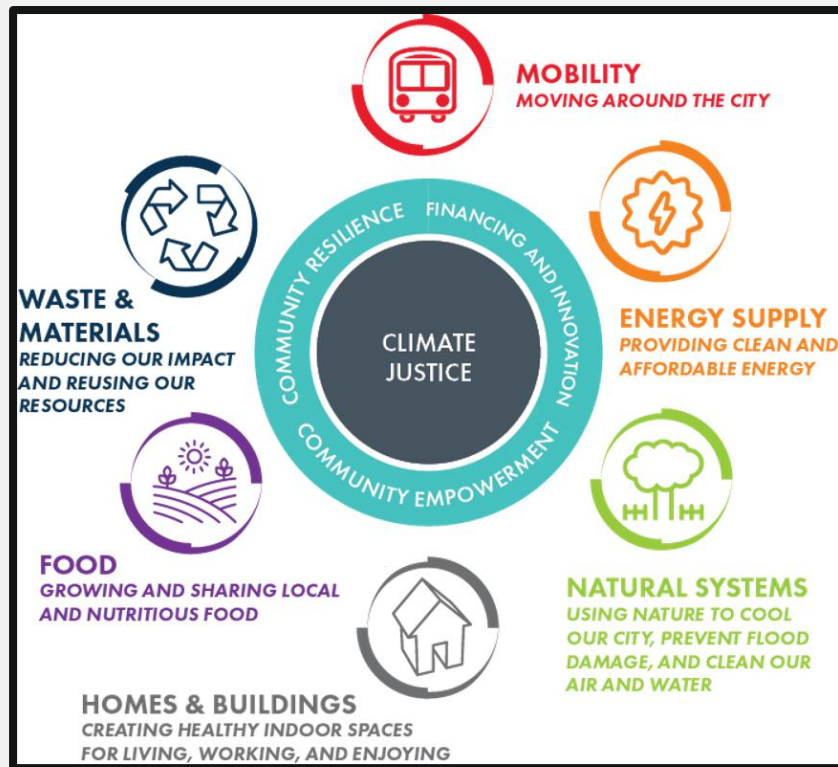 MOBILITY
MOVING AROUND THE CITY
ENERGY SUPPLY
PROVIDING CLEAN AND
AFFORDABLE ENERGY
NATURAL SYSTEMS
USING NATURE TO COOL
OUR CITY, PREVENT FLOOD
DAMAGE, AND CLEAN OUR
AIR AND WATER
HOMES & BUILDINGS
CREATING HEALTHY INDOOR SPACES
FOR LIVING, WORKING, AND ENJOYING
FOOD
GROWING AND SHARING LOCAL
AND NUTRITIOUS FOOD
WASTE &
MATERIALS
REDUCING OUR IMPACT
AND REUSING OUR
RESOURCES
COMMUNITY RESILIENCE
FINANCING AND INNOVATION
COMMUNITY EMPOWERMENT
CLIMATE
JUSTICE